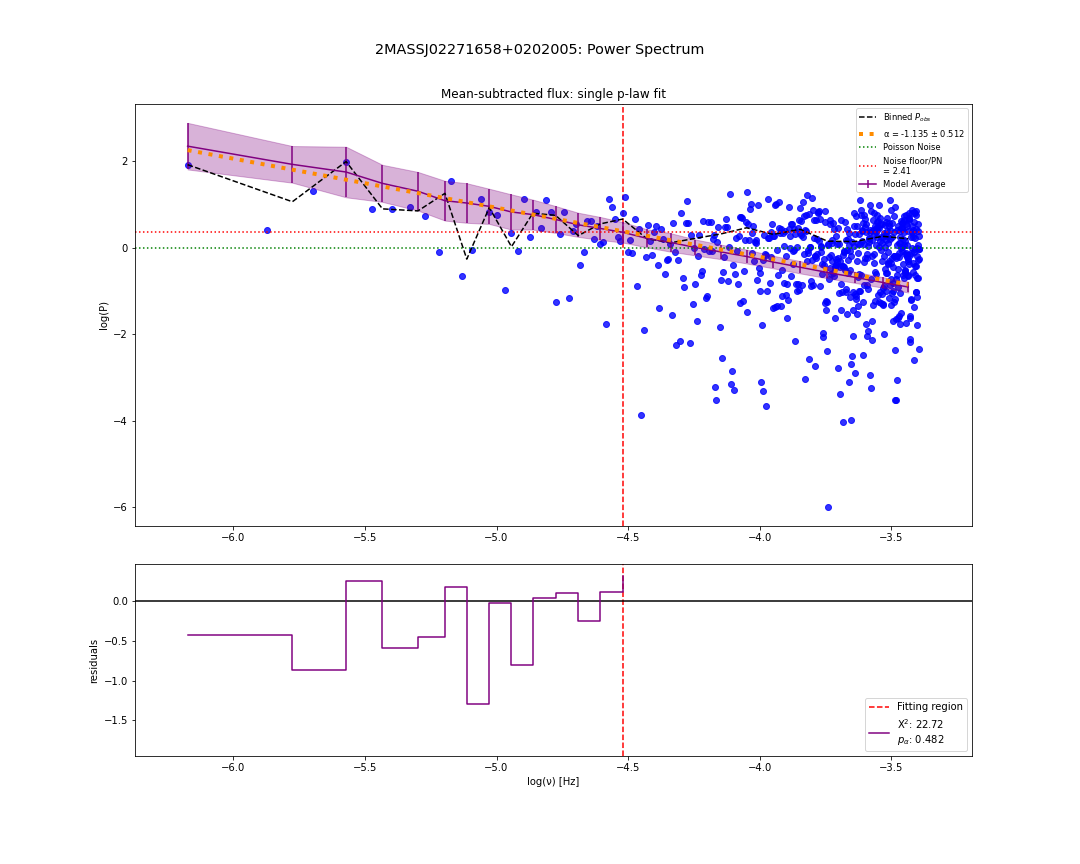 2MASSJ02271658+0202005: Power Spectrum
Mean-subtracted flux: single p-law fit
Binned P_obs
α = -1.135 ± 0.512
Poisson Noise
Noise floor/PN
= 2.41
Model Average
log(P)
2
0
−2
−4
−6
−6.0 −5.5 −5.0 −4.5 −4.0 −3.5
residuals
0.0
−0.5
−1.0
−1.5
Fitting region
X²: 22.72
p_α: 0.482
−6.0 −5.5 −5.0 −4.5 −4.0 −3.5
log(ν) [Hz]